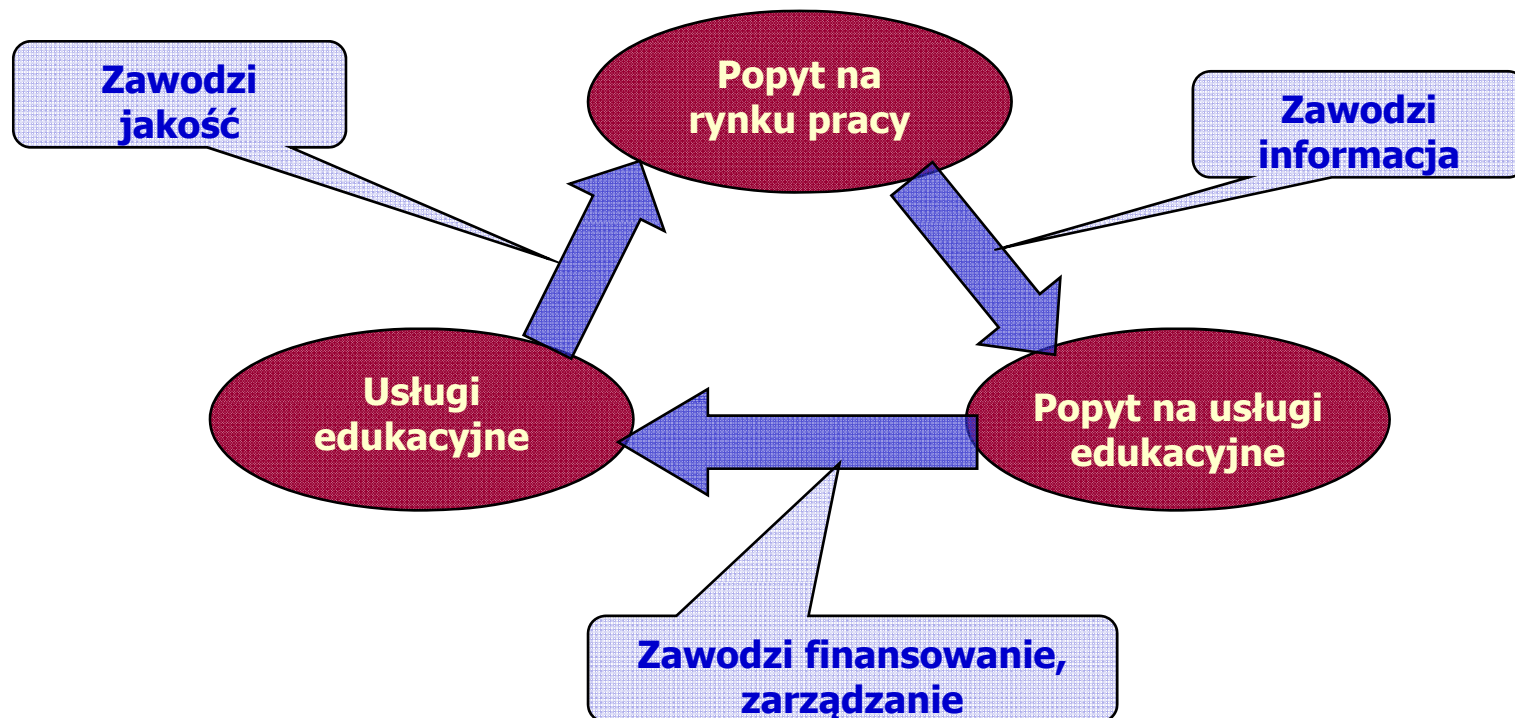 Zawodzi
jakość
Popyt na
rynku pracy
Zawodzi
informacja
Usługi
edukacyjne
Popyt na usługi
edukacyjne
Zawodzi finansowanie,
zarządzanie